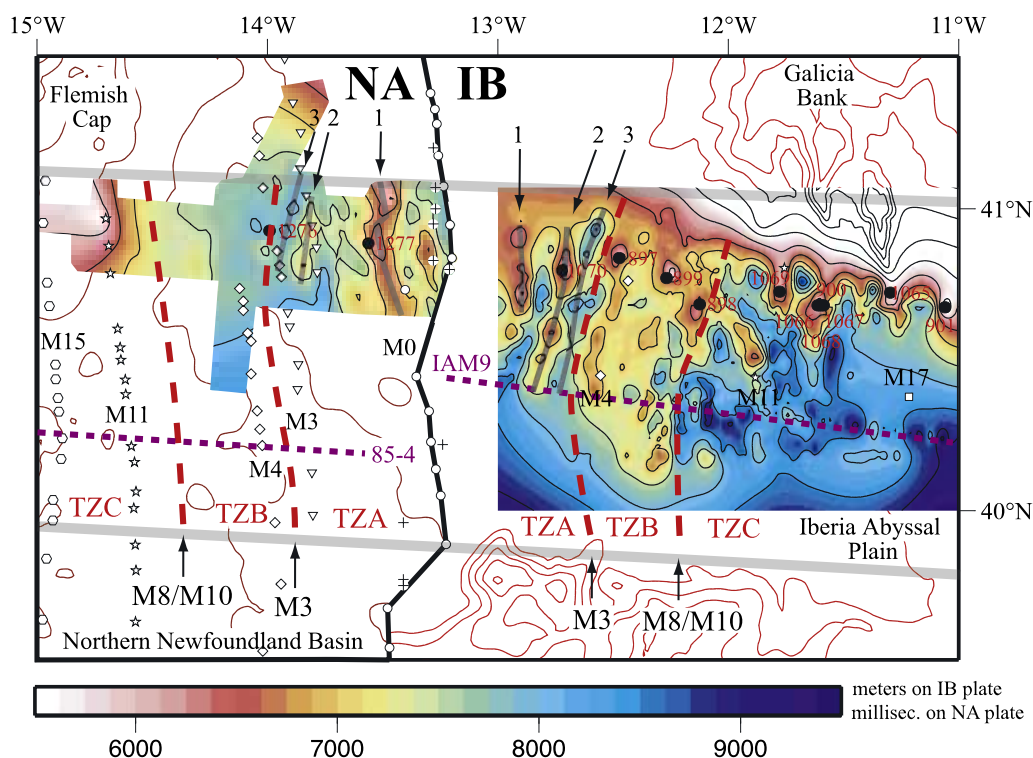 15°W 14°W 13°W 12°W 11°W
NA IB
Flemish
Cap
Galicia
Bank
3 2 1
1 2 3
41°N
1276
1277
1070
897
899
898
1069
900
1065
1066 1067
1068
901
M0
M15
IAM9
M17
M4
M11
M11
M3
85-4
M4
TZC TZB TZA
TZA TZB TZC
40°N
Iberia Abyssal
Plain
M8/M10 M3
M3 M8/M10
Northern Newfoundland Basin
meters on IB plate
millisec. on NA plate
6000 7000 8000 9000